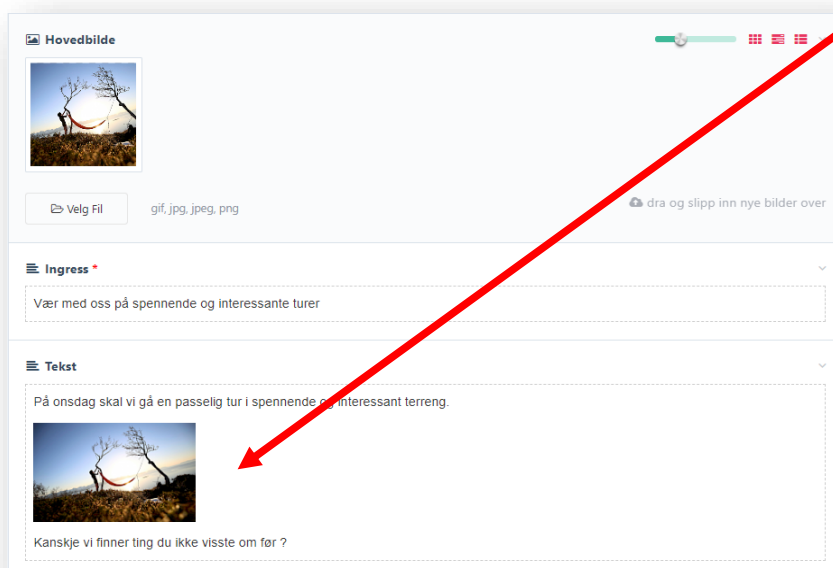 Hovedbilde
Velg Fil
gif, jpg, jpeg, png
dra og slipp inn nye bilder over
Ingress *
Vær med oss på spennende og interessante turer
Tekst
På onsdag skal vi gå en passelig tur i spennende og interessant terreng.
Kanskje vi finner ting du ikke visste om før ?